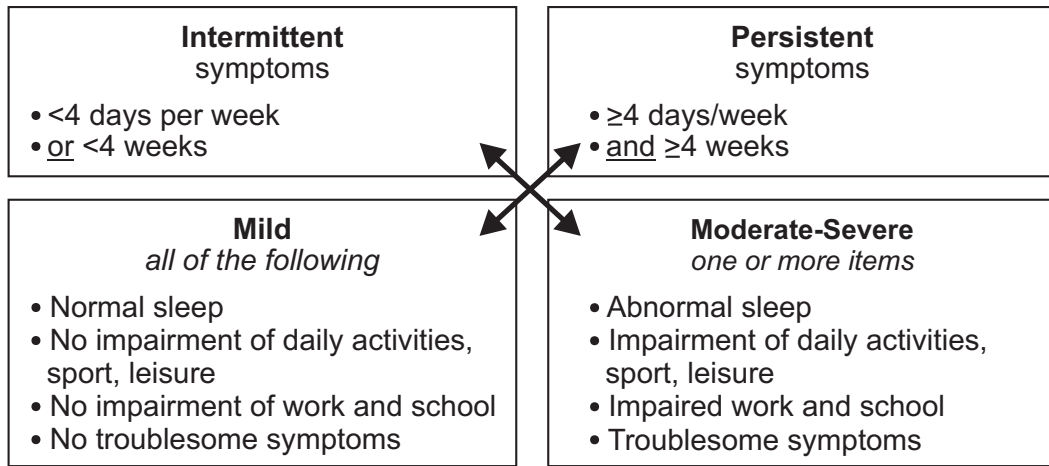 Intermittent
symptoms
• <4 days per week
• or <4 weeks
Persistent
symptoms
• ≥4 days/week
• and ≥4 weeks
Mild
all of the following
• Normal sleep
• No impairment of daily activities,
sport, leisure
• No impairment of work and school
• No troublesome symptoms
Moderate-Severe
one or more items
• Abnormal sleep
• Impairment of daily activities,
sport, leisure
• Impaired work and school
• Troublesome symptoms